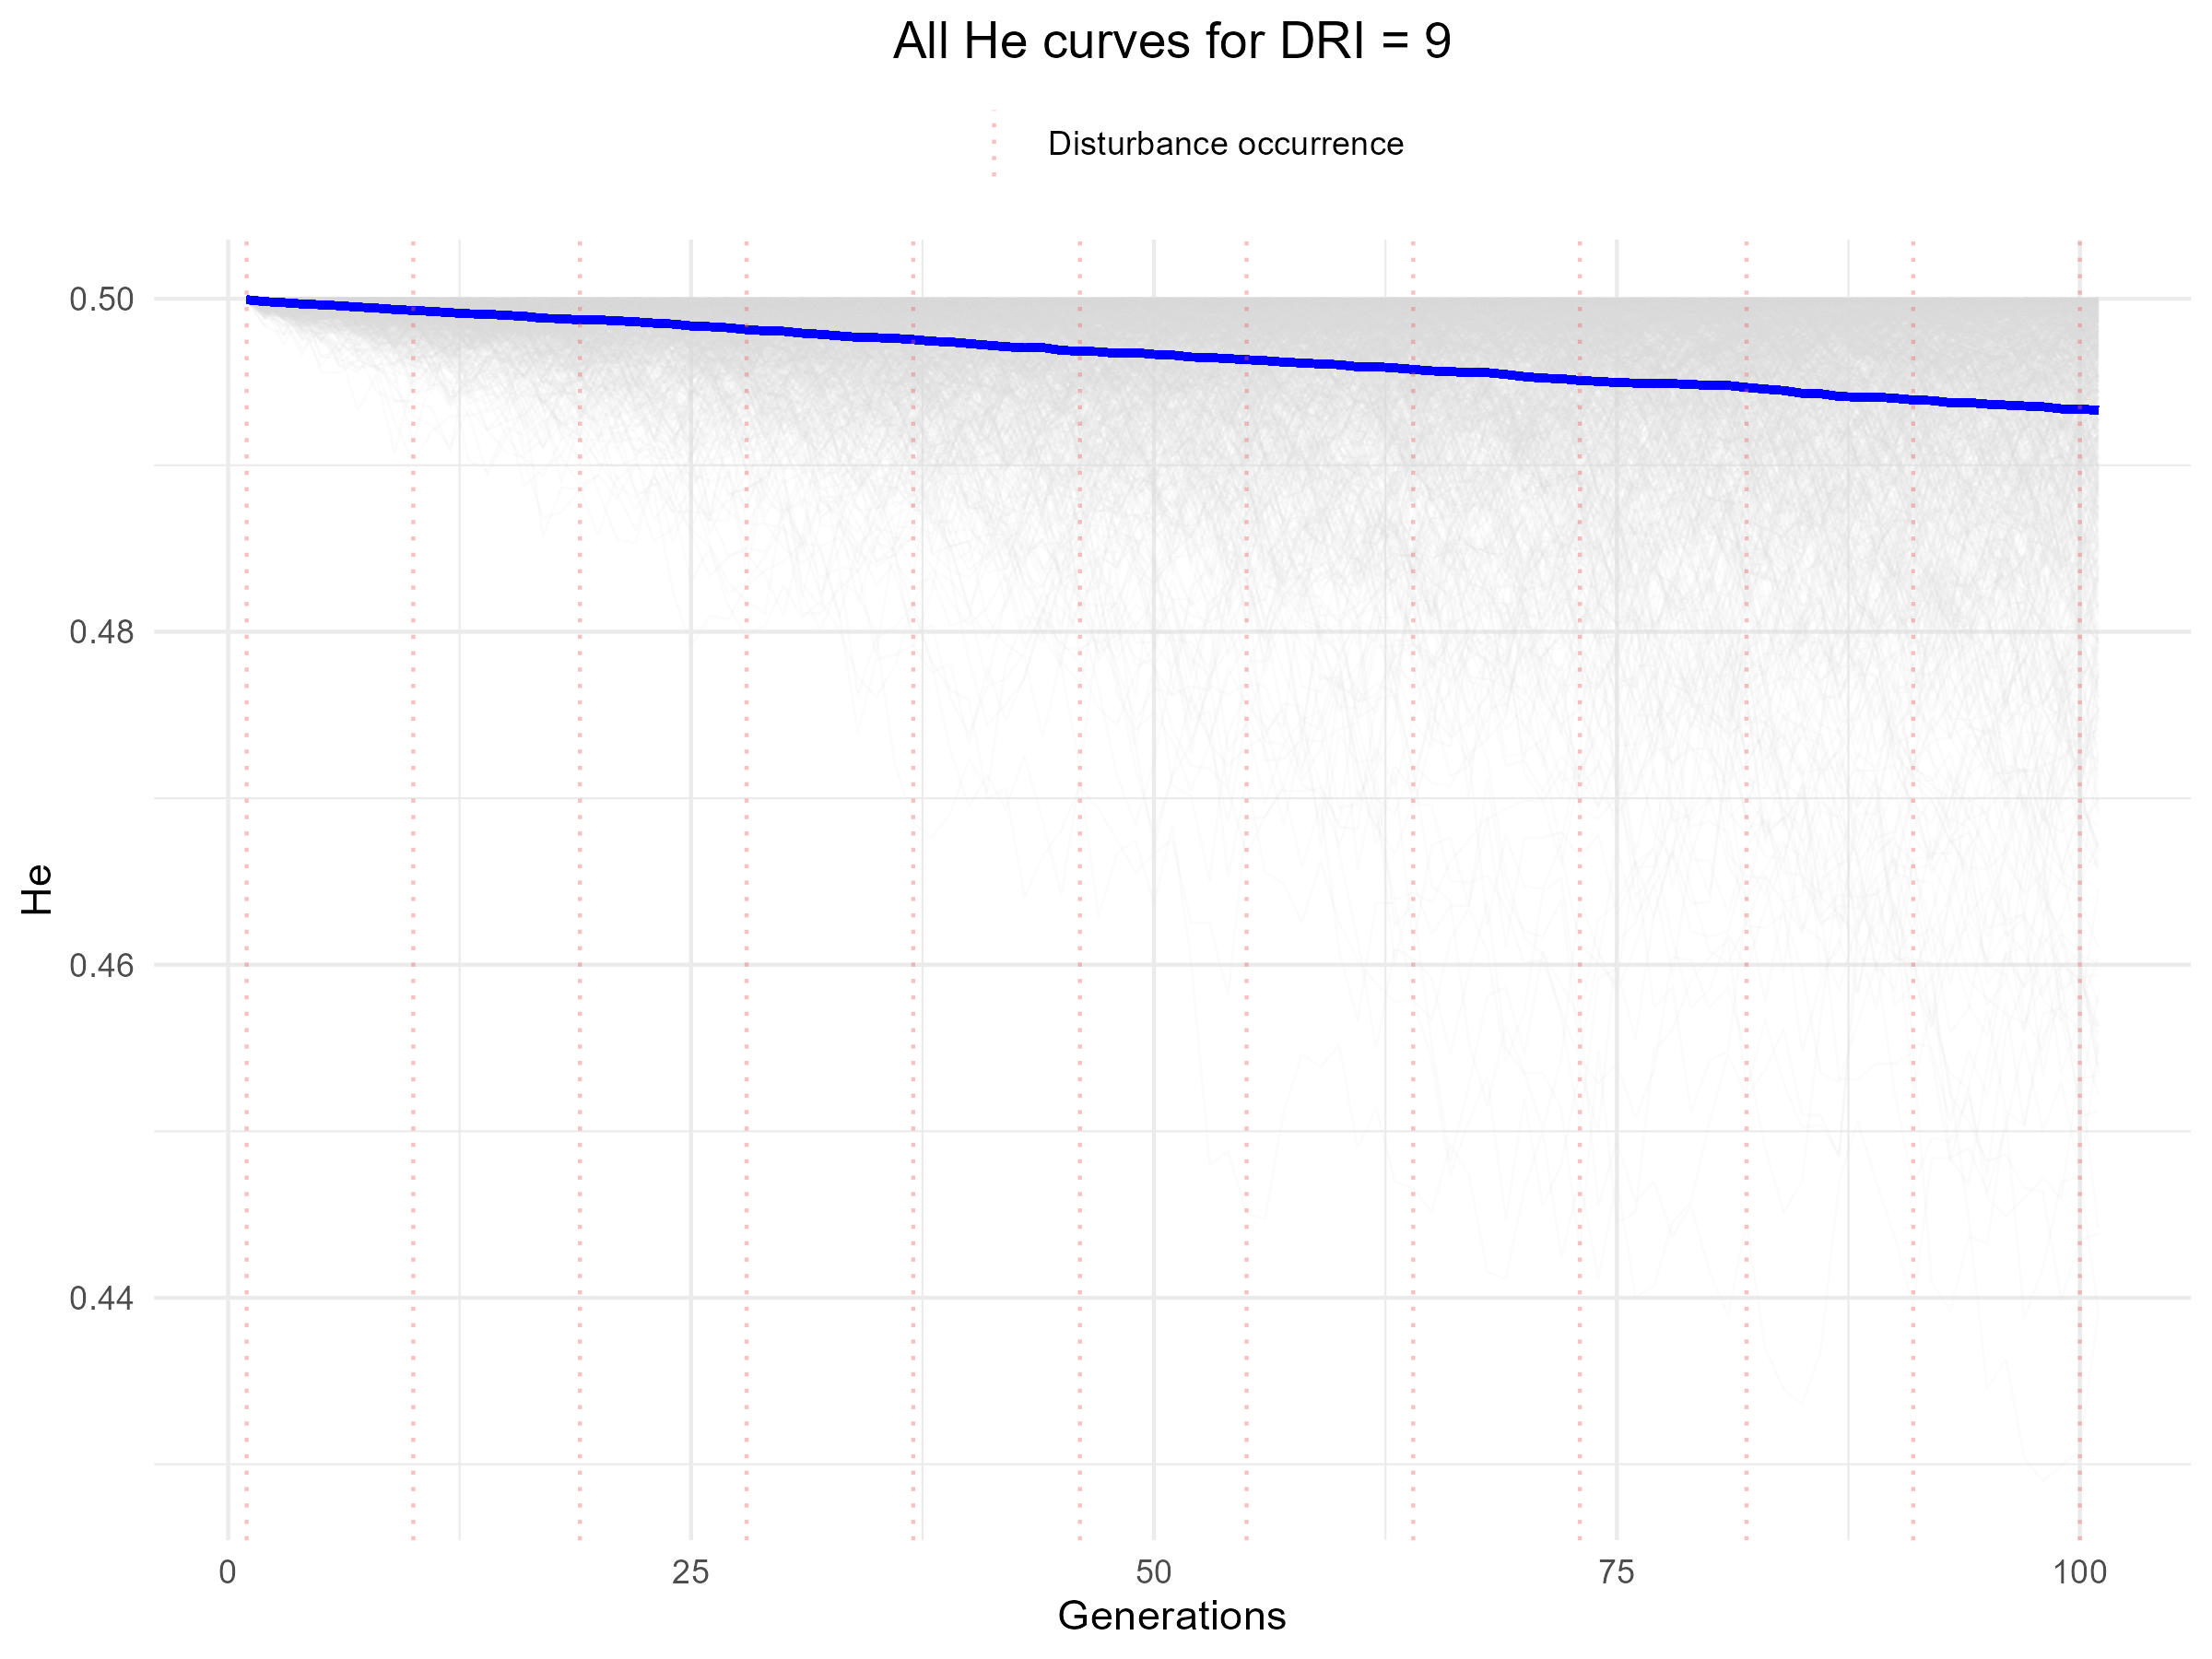 All He curves for DRI = 9
Disturbance occurrence
0.50
0.48
0.46
0.44
He
0
25
50
75
100
Generations